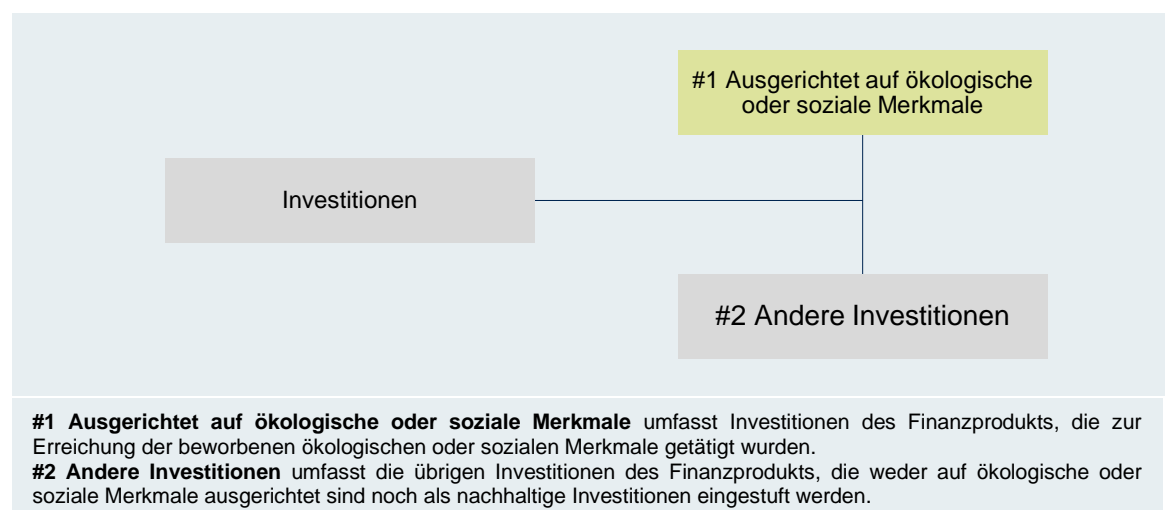 #1 Ausgerichtet auf ökologische
oder soziale Merkmale
Investitionen
#2 Andere Investitionen
#1 Ausgerichtet auf ökologische oder soziale Merkmale umfasst Investitionen des Finanzprodukts, die zur
Erreichung der beworbenen ökologischen oder sozialen Merkmale getätigt wurden.
#2 Andere Investitionen umfasst die übrigen Investitionen des Finanzprodukts, die weder auf ökologische oder
soziale Merkmale ausgerichtet sind noch als nachhaltige Investitionen eingestuft werden.